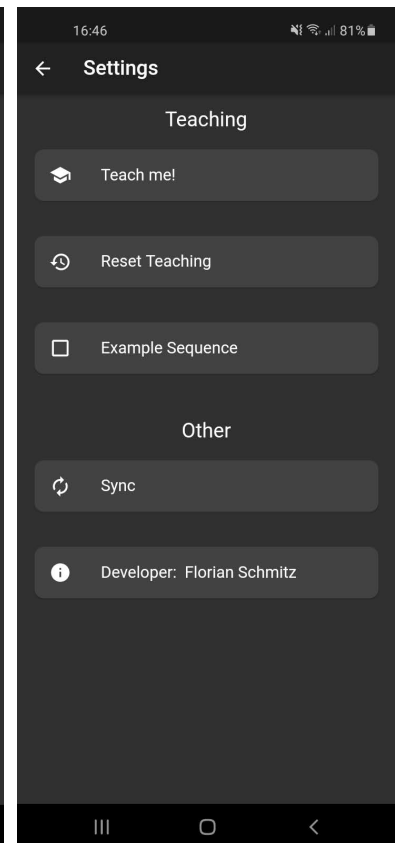 16:46 81%
Settings
Teaching
Teach me!
Reset Teaching
Example Sequence
Other
Sync
Developer: Florian Schmitz